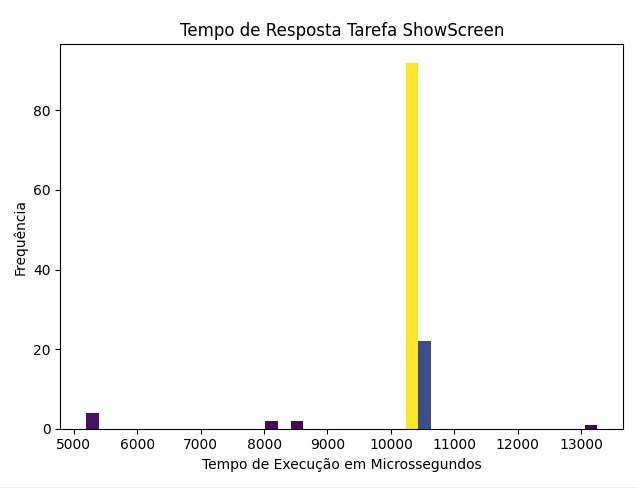 Tempo de Resposta Tarefa ShowScreen
Frequência
80
60
40
20
0
5000 6000 7000 8000 9000 10000 11000 12000 13000
Tempo de Execução em Microssegundos